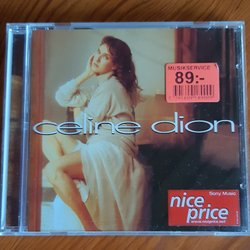 MUSIKSERVICE
89:-
celine dion
Sony Music
nice
price